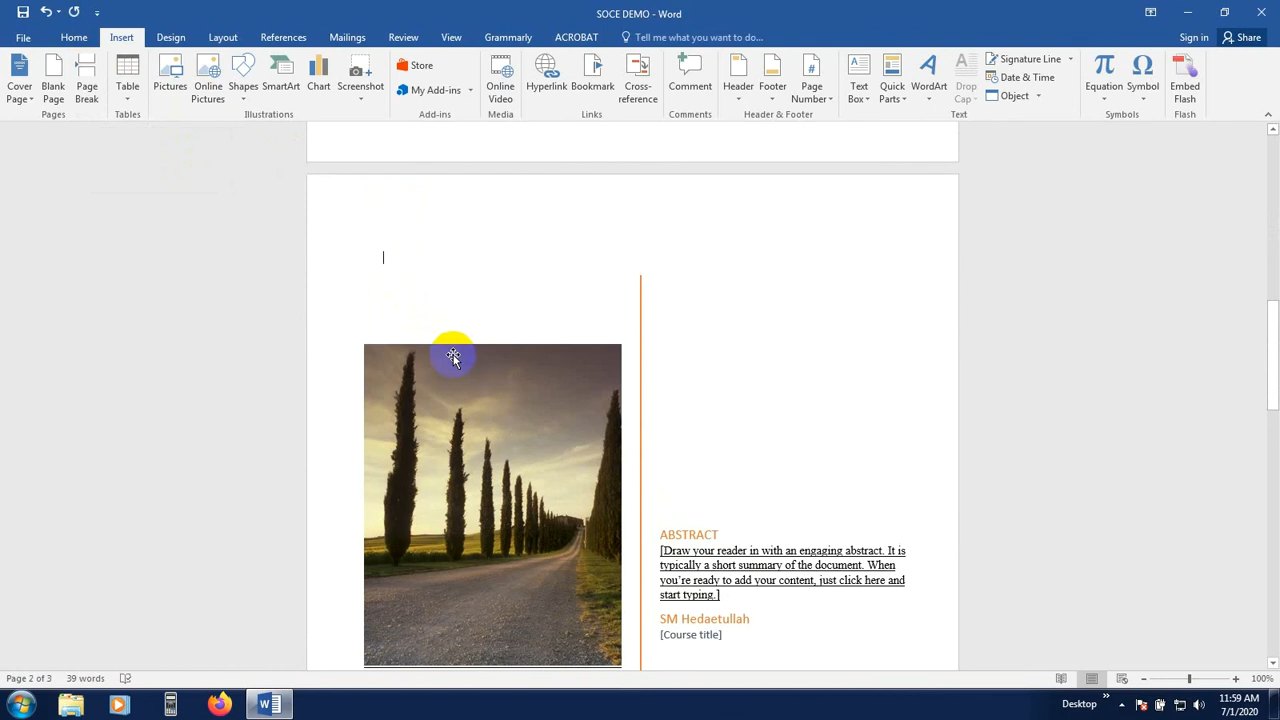 SOCE DEMO - Word
File Home Insert Design Layout References Mailings Review View Grammarly ACROBAT Tell me what you want to do... Sign in Share
Cover Page
Blank Page
Page Break
Pages
Table
Tables
Pictures
Online Pictures
Shapes
SmartArt
Chart
Screenshot
Illustrations
Store
My Add-ins
Add-ins
Online Video
Media
Hyperlink
Bookmark
Cross-reference
Links
Comment
Comments
Header
Footer
Page Number
Header & Footer
Text Box
Quick Parts
WordArt
Drop Cap
Signature Line
Date & Time
Object
Text
Equation
Symbol
Symbols
Embed Flash
Flash
ABSTRACT
[Draw your reader in with an engaging abstract. It is
typically a short summary of the document. When
you're ready to add your content, just click here and
start typing.]
SM Hedaetullah
[Course title]
Page 2 of 3 39 words
100%
Desktop
11:59 AM
7/1/2020